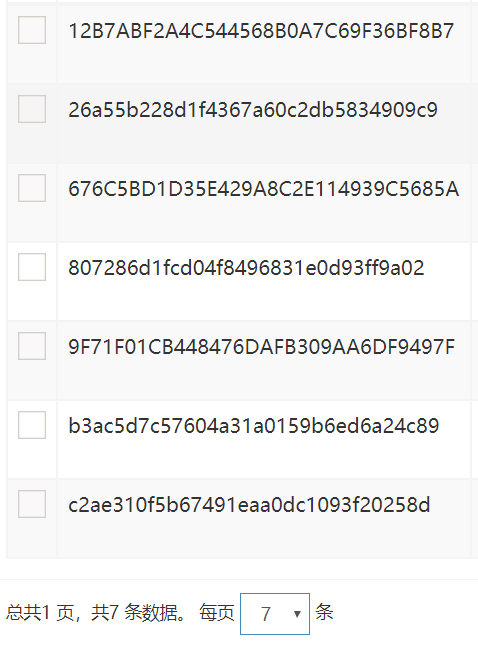 12B7ABF2A4C544568B0A7C69F36BF8B7
26a55b228d1f4367a60c2db5834909c9
676C5BD1D35E429A8C2E114939C5685A
807286d1fcd04f8496831e0d93ff9a02
9F71F01CB448476DAFB309AA6DF9497F
b3ac5d7c57604a31a0159b6ed6a24c89
c2ae310f5b67491eaa0dc1093f20258d
总共1 页，共7 条数据。 每页 7 条